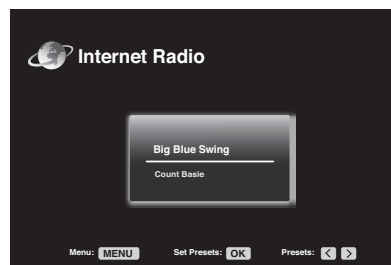 Internet Radio
Big Blue Swing
Count Basie
Menu: MENU Set Presets: OK Presets: < >